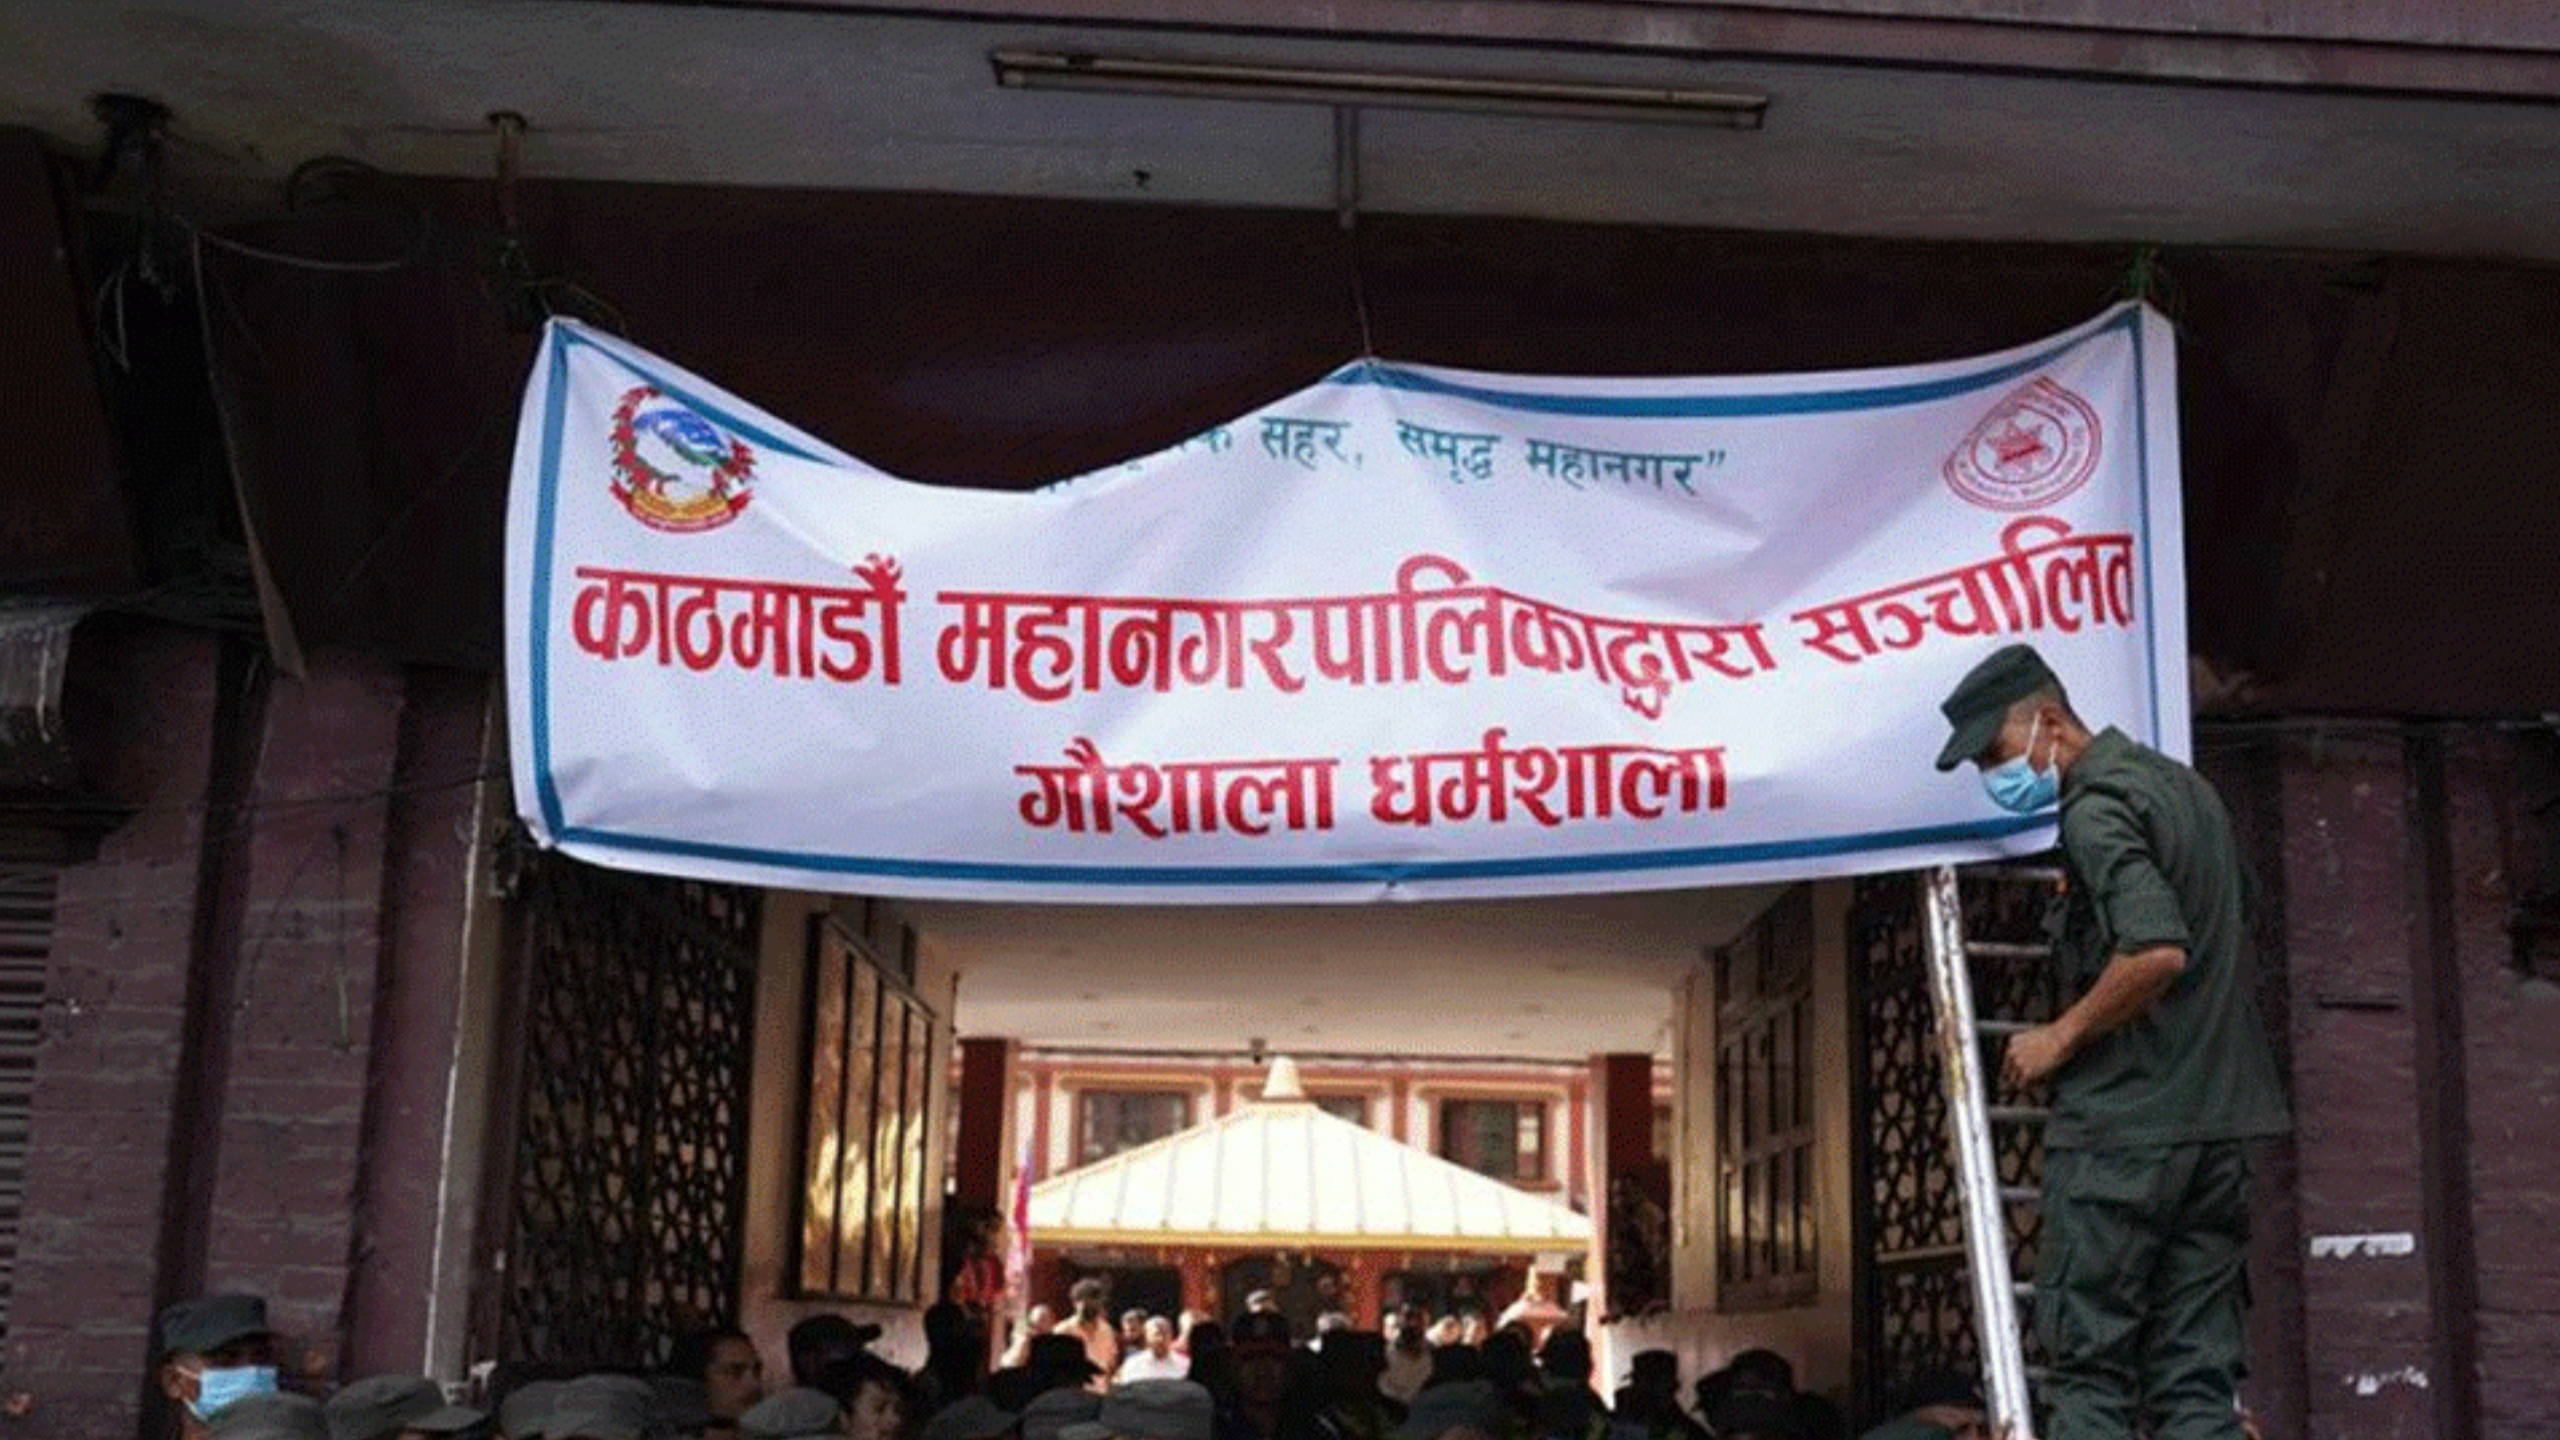 सहर, समृद्ध महानगर”
काठमाडौँ महानगरपालिकाद्वारा सञ्चालित
गौशाला धर्मशाला